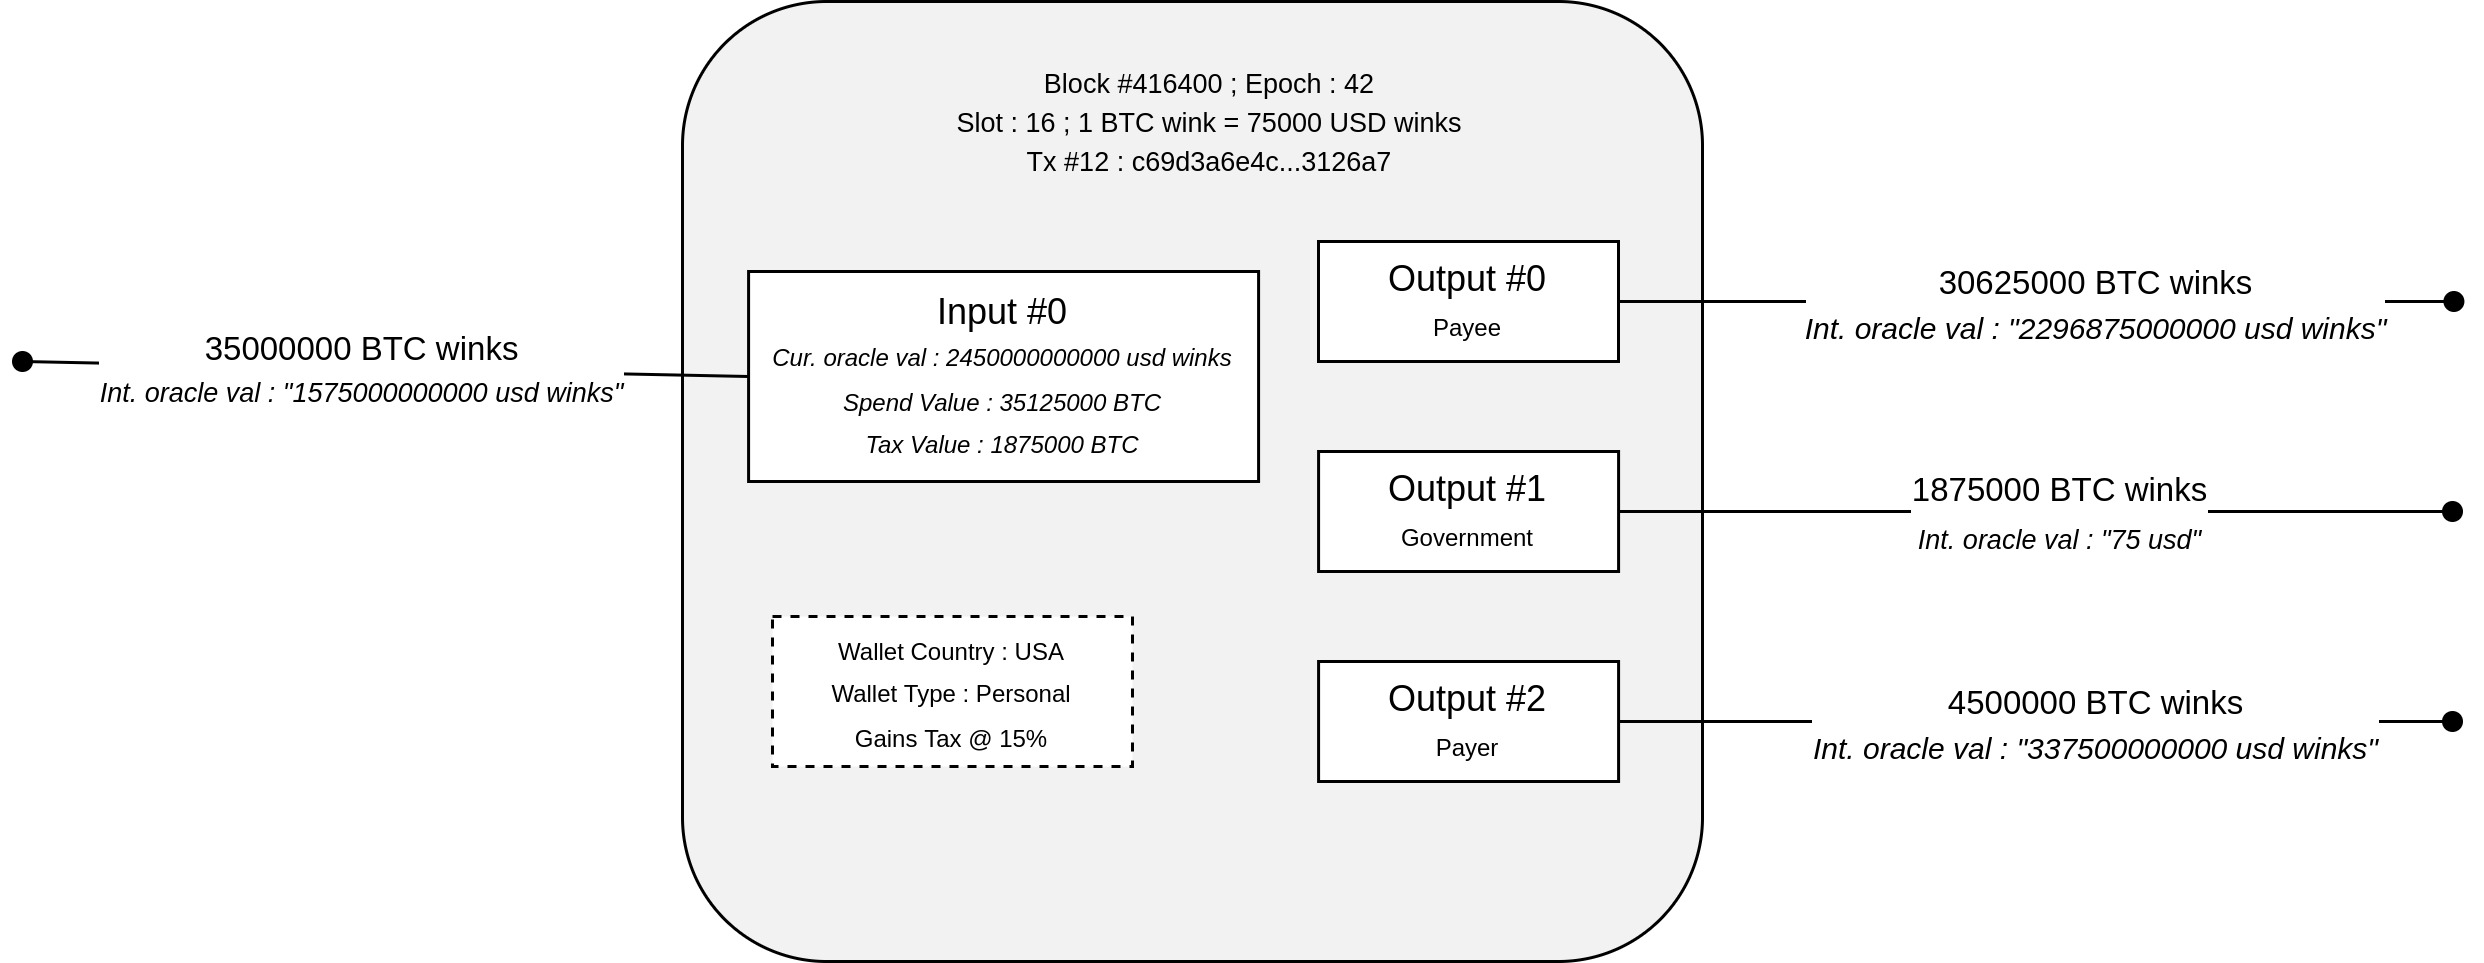 Block #416400 ; Epoch : 42
Slot : 16 ; 1 BTC wink = 75000 USD winks
Tx #12 : c69d3a6e4c...3126a7
35000000 BTC winks
Int. oracle val : "1575000000000 usd winks"
Input #0
Cur. oracle val : 2450000000000 usd winks
Spend Value : 35125000 BTC
Tax Value : 1875000 BTC
Wallet Country : USA
Wallet Type : Personal
Gains Tax @ 15%
Output #0
Payee
30625000 BTC winks
Int. oracle val : "2296875000000 usd winks"
Output #1
Government
1875000 BTC winks
Int. oracle val : "75 usd"
Output #2
Payer
4500000 BTC winks
Int. oracle val : "337500000000 usd winks"